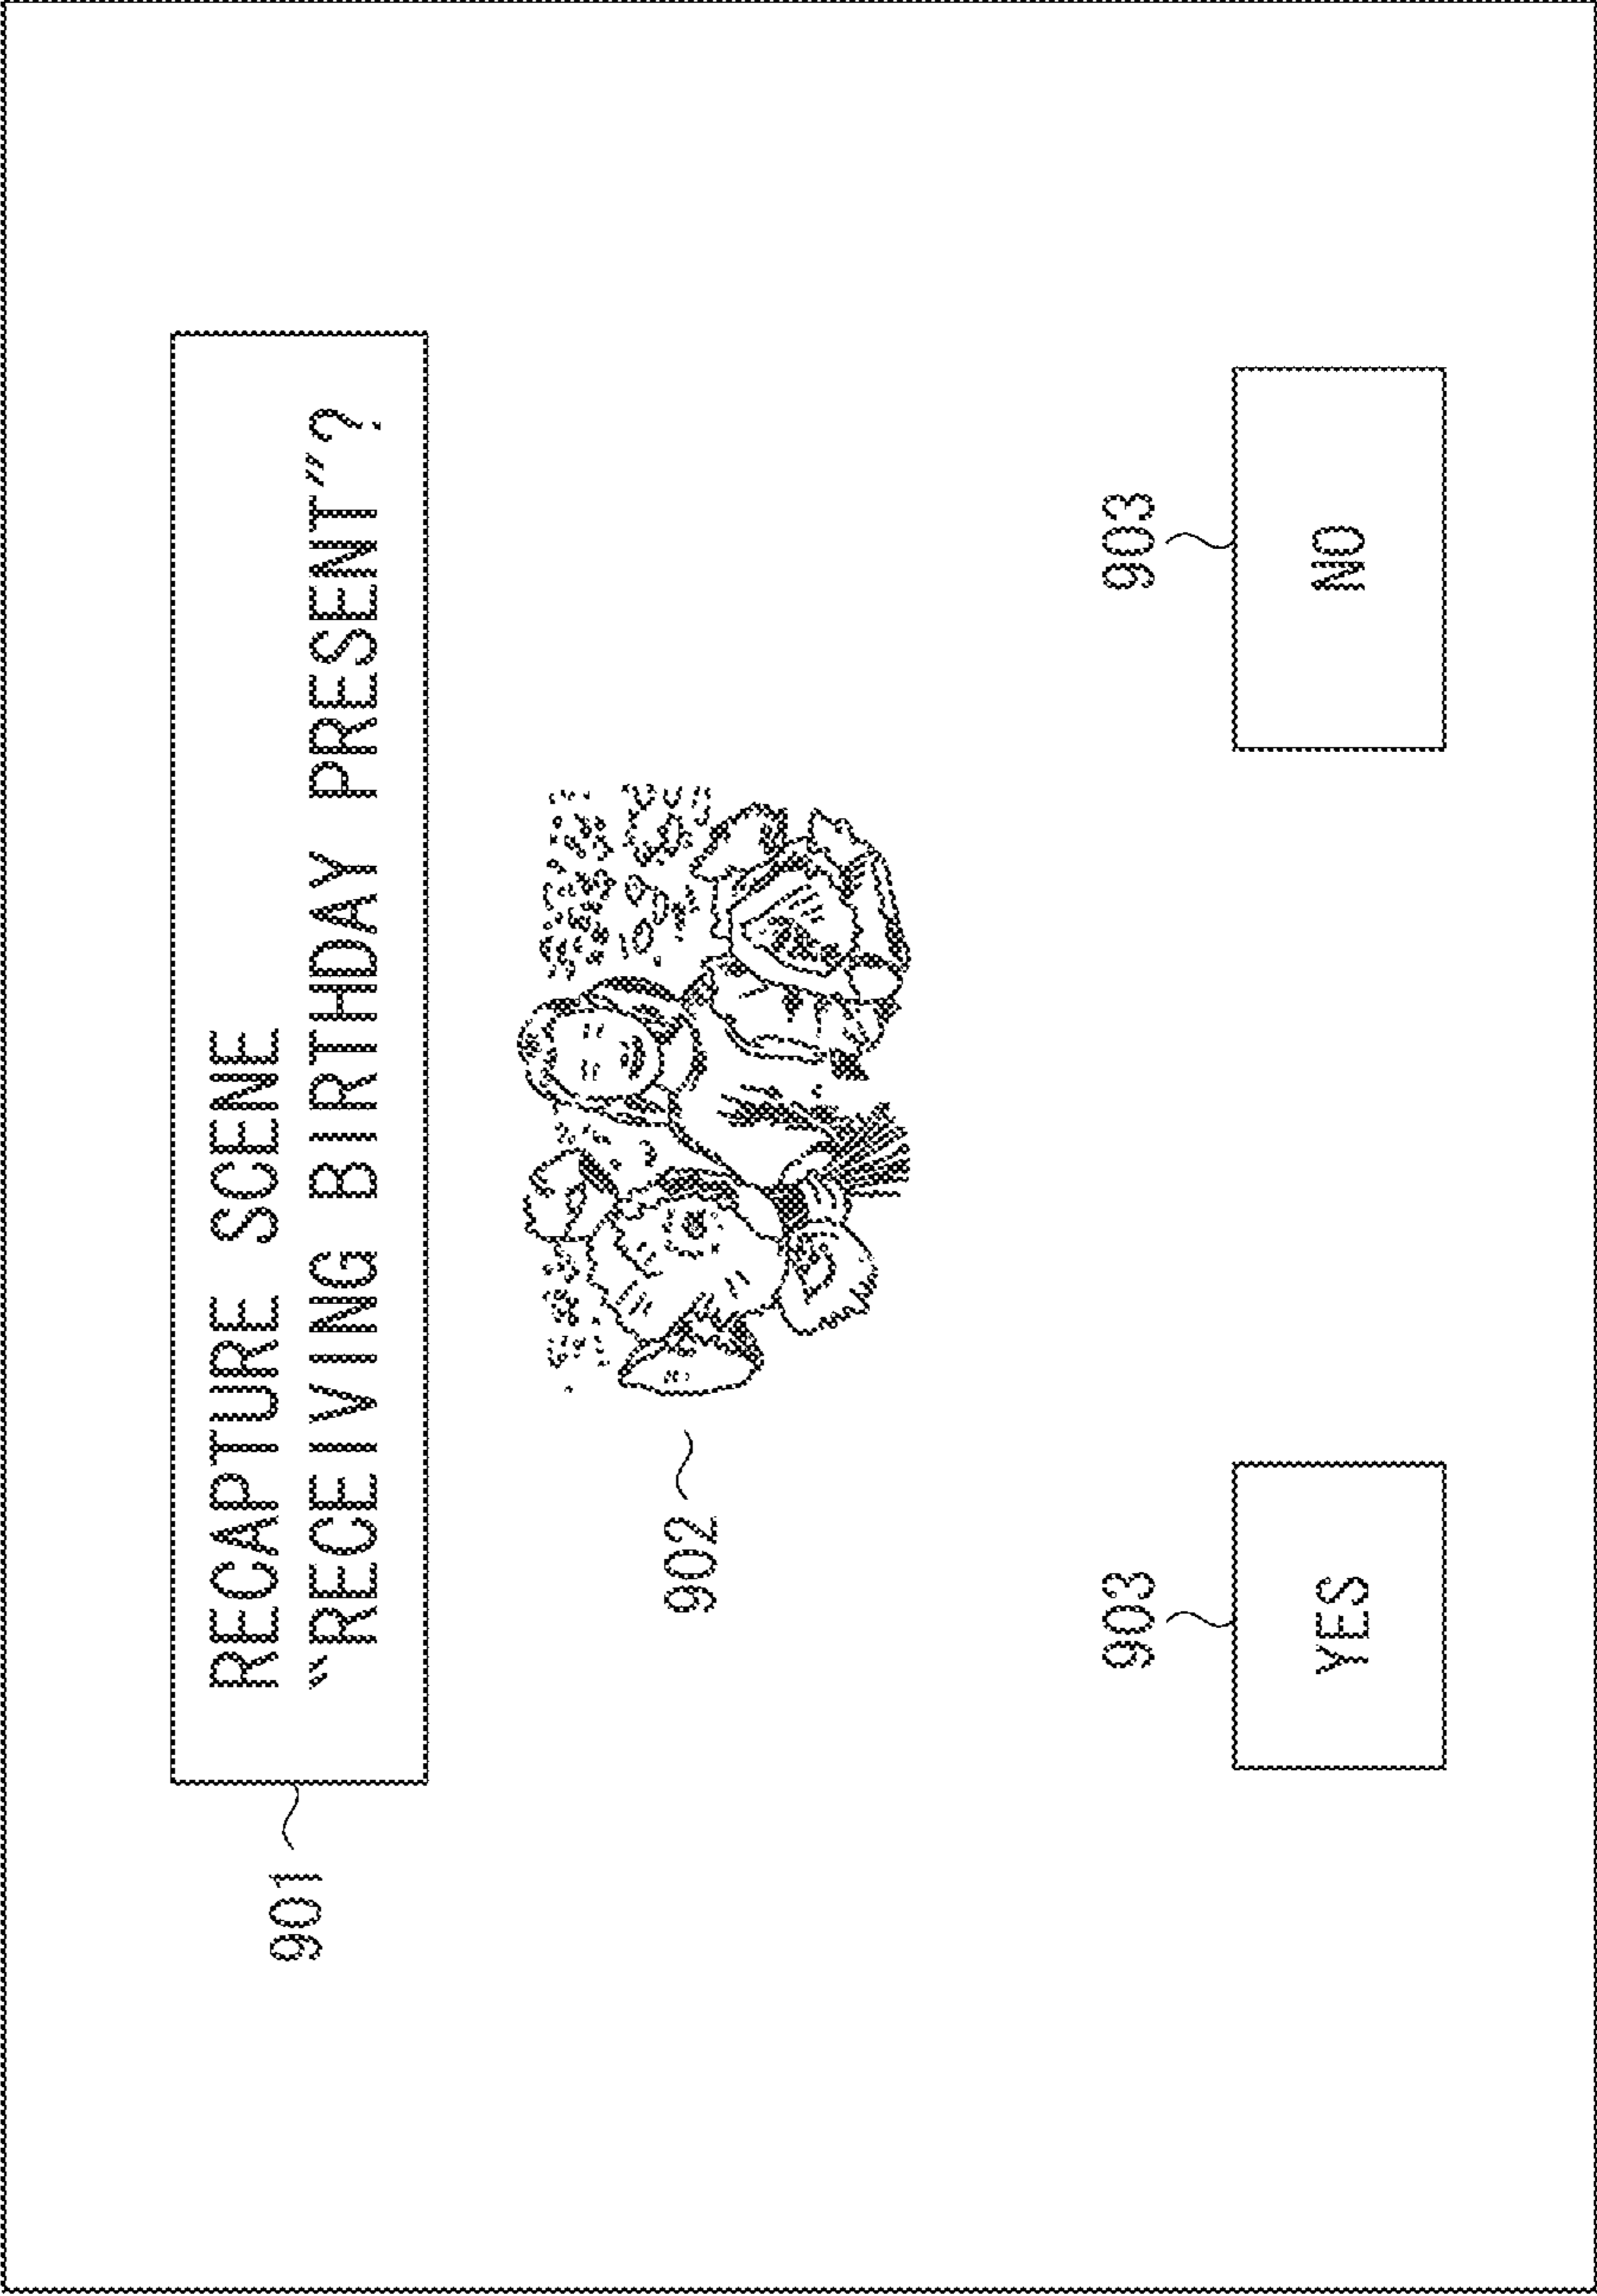 901
RECAPTURE SCENE
“RECEIVING BIRTHDAY PRESENT”?
902
903
903
YES
NO